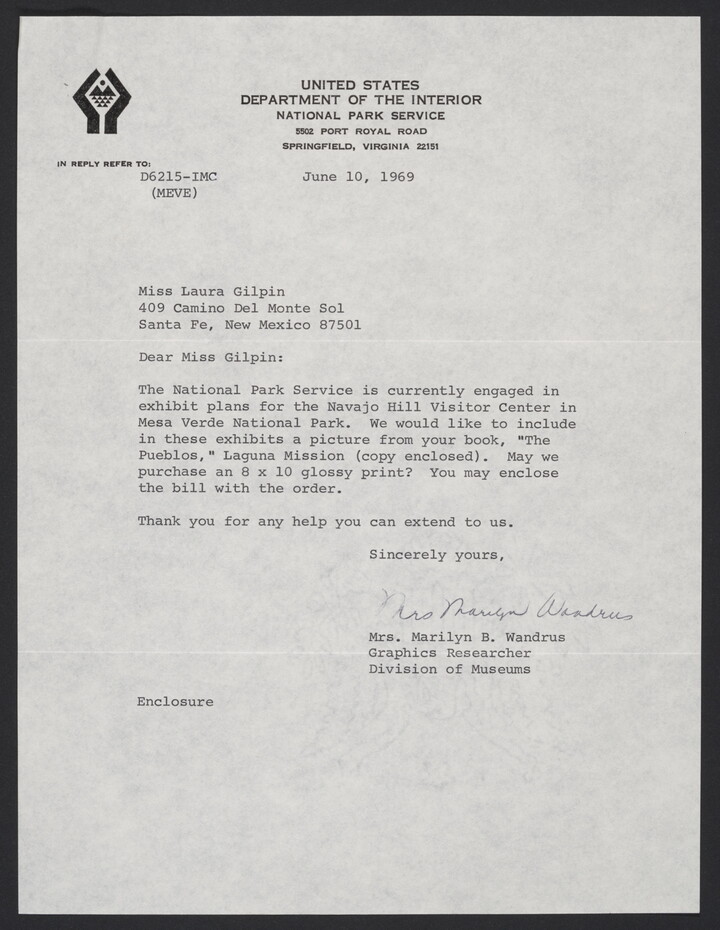 UNITED STATES
DEPARTMENT OF THE INTERIOR
NATIONAL PARK SERVICE
5502 PORT ROYAL ROAD
SPRINGFIELD, VIRGINIA 22151
IN REPLY REFER TO:
D6215-IMC
(MEVE)
June 10, 1969
Miss Laura Gilpin
409 Camino Del Monte Sol
Santa Fe, New Mexico 87501
Dear Miss Gilpin:
The National Park Service is currently engaged in
exhibit plans for the Navajo Hill Visitor Center in
Mesa Verde National Park. We would like to include
in these exhibits a picture from your book, "The
Pueblos," Laguna Mission (copy enclosed). May we
purchase an 8 x 10 glossy print? You may enclose
the bill with the order.
Thank you for any help you can extend to us.
Sincerely yours,
Mrs Marilyn Wandrus
Mrs. Marilyn B. Wandrus
Graphics Researcher
Division of Museums
Enclosure